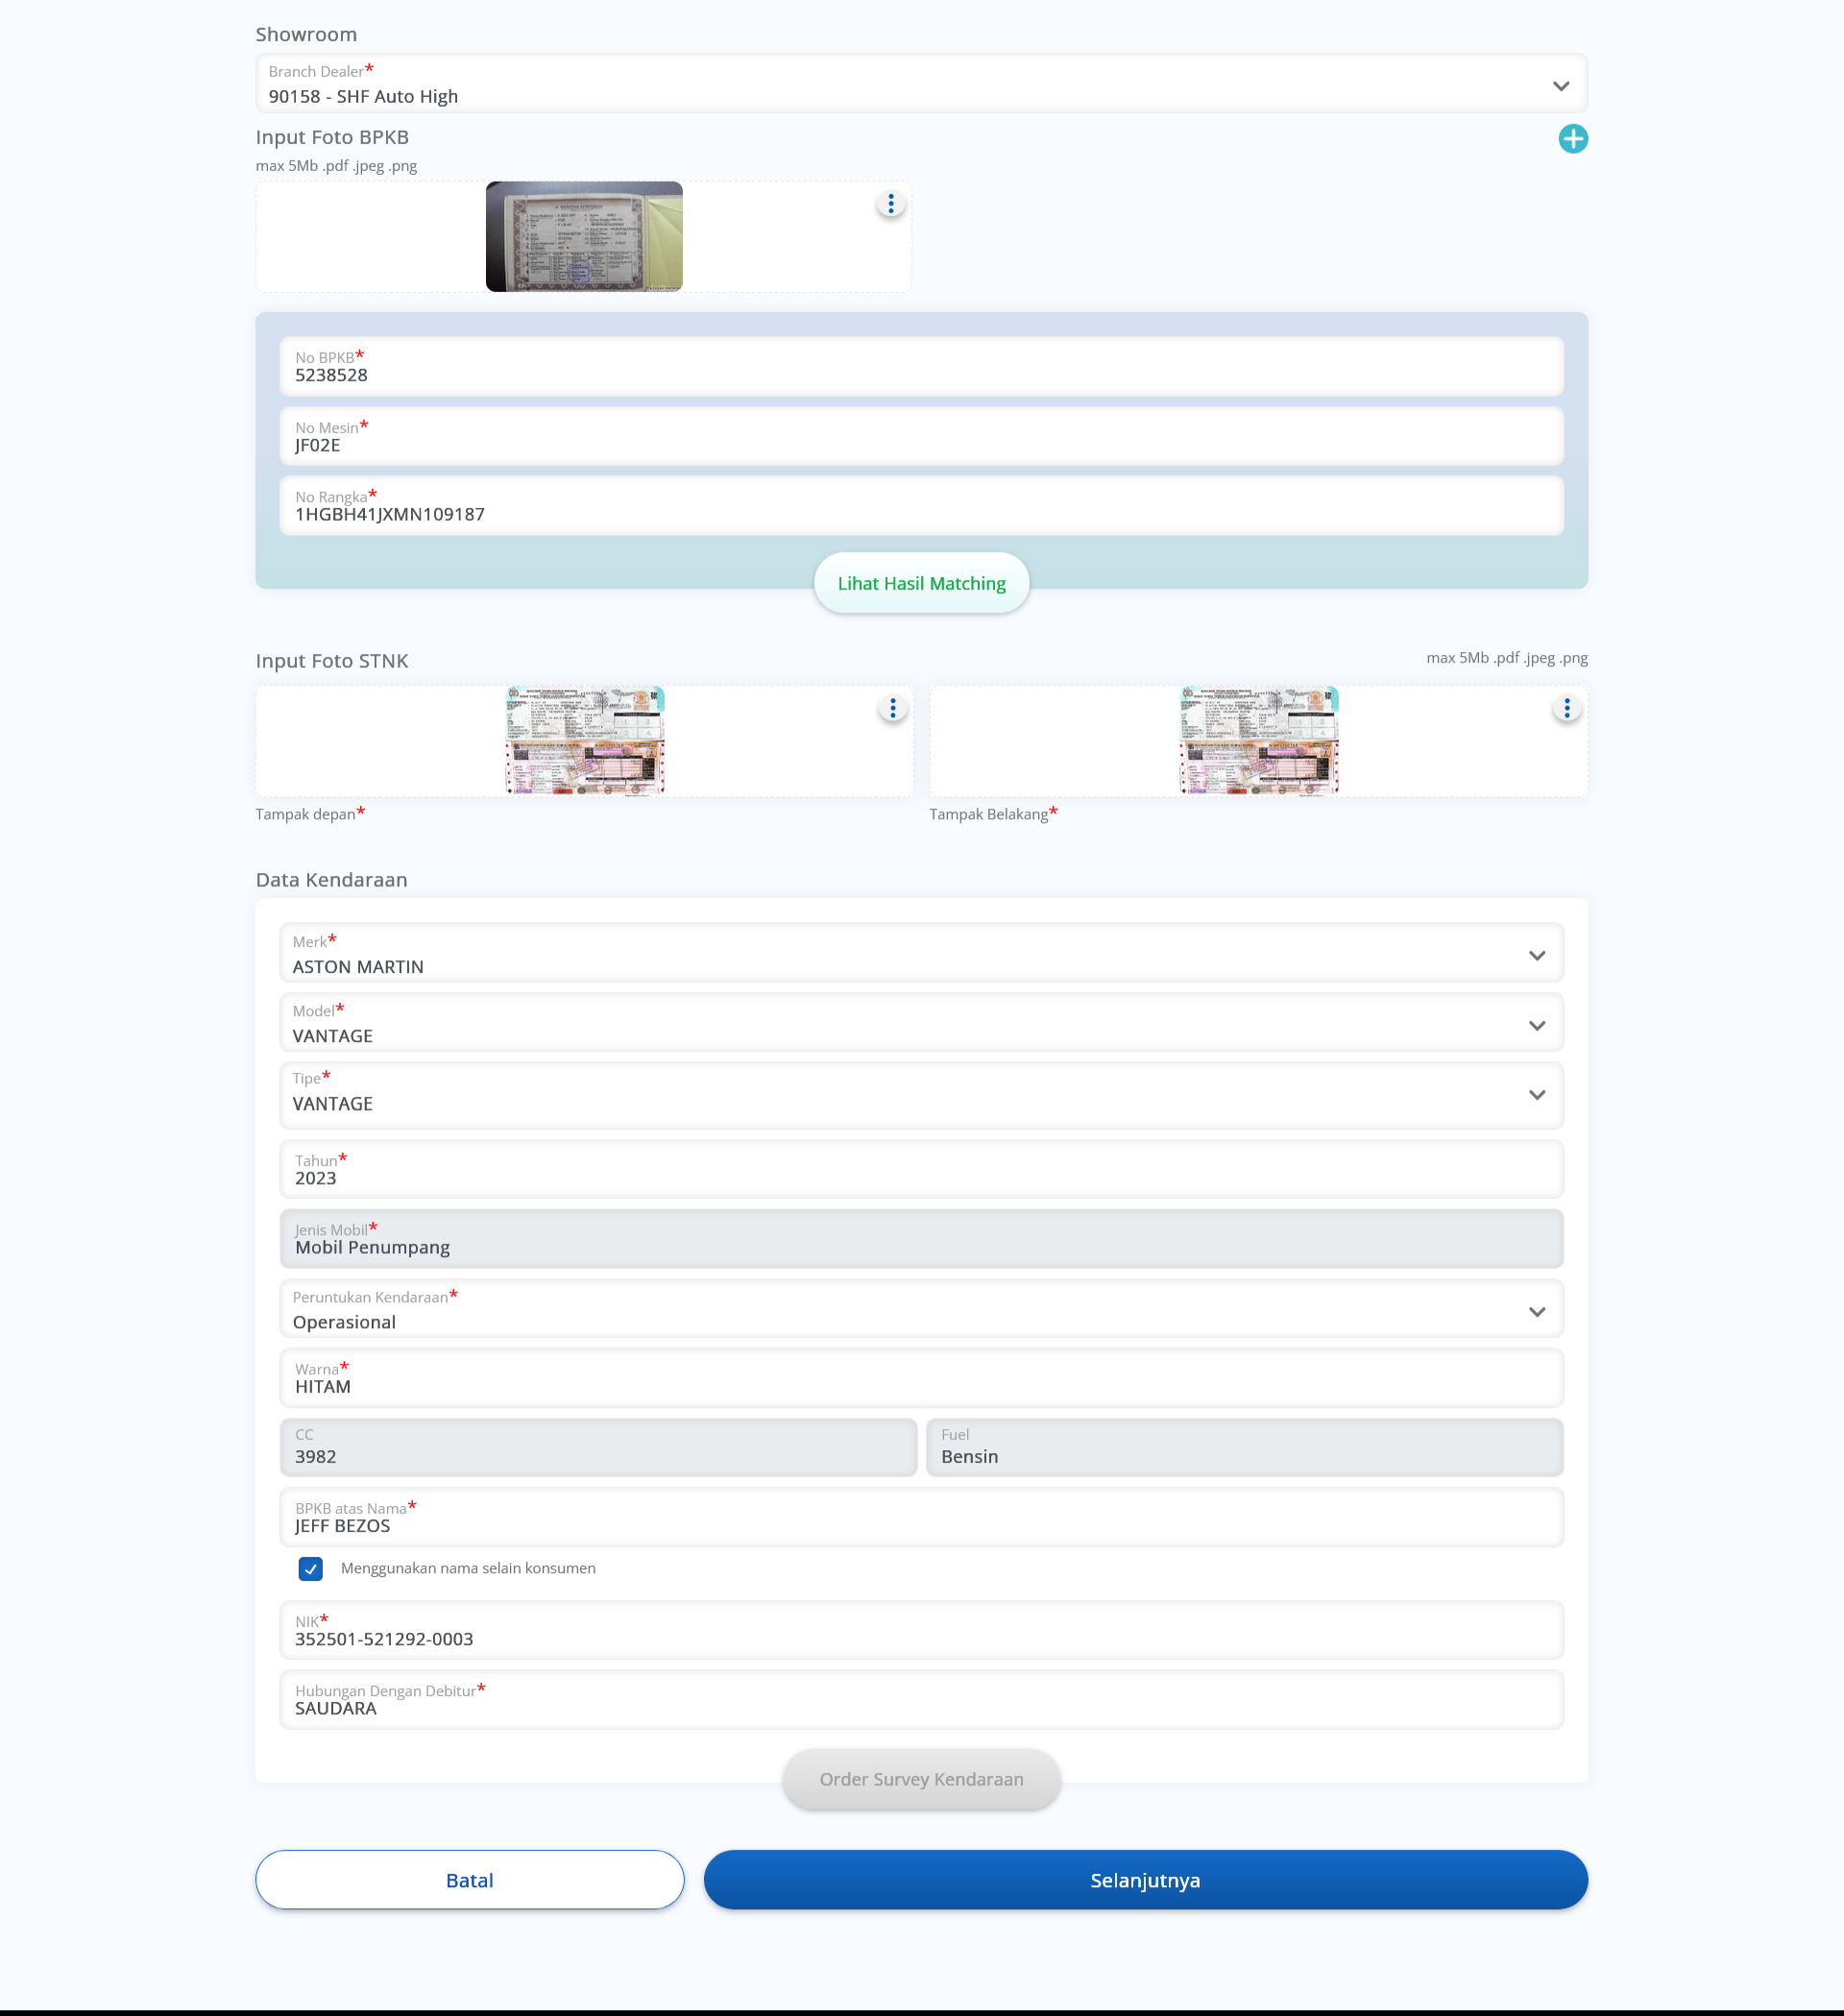 Showroom
Branch Dealer*
90158 - SHF Auto High
Input Foto BPKB
max 5Mb .pdf .jpeg .png
No BPKB*
5238528
No Mesin*
JF02E
No Rangka*
1HGBH41JXMN109187
Lihat Hasil Matching
Input Foto STNK
max 5Mb .pdf .jpeg .png
Tampak depan*
Tampak Belakang*
Data Kendaraan
Merk*
ASTON MARTIN
Model*
VANTAGE
Tipe*
VANTAGE
Tahun*
2023
Jenis Mobil*
Mobil Penumpang
Peruntukan Kendaraan*
Operasional
Warna*
HITAM
CC
3982
Fuel
Bensin
BPKB atas Nama*
JEFF BEZOS
Menggunakan nama selain konsumen
NIK*
352501-521292-0003
Hubungan Dengan Debitur*
SAUDARA
Order Survey Kendaraan
Batal
Selanjutnya